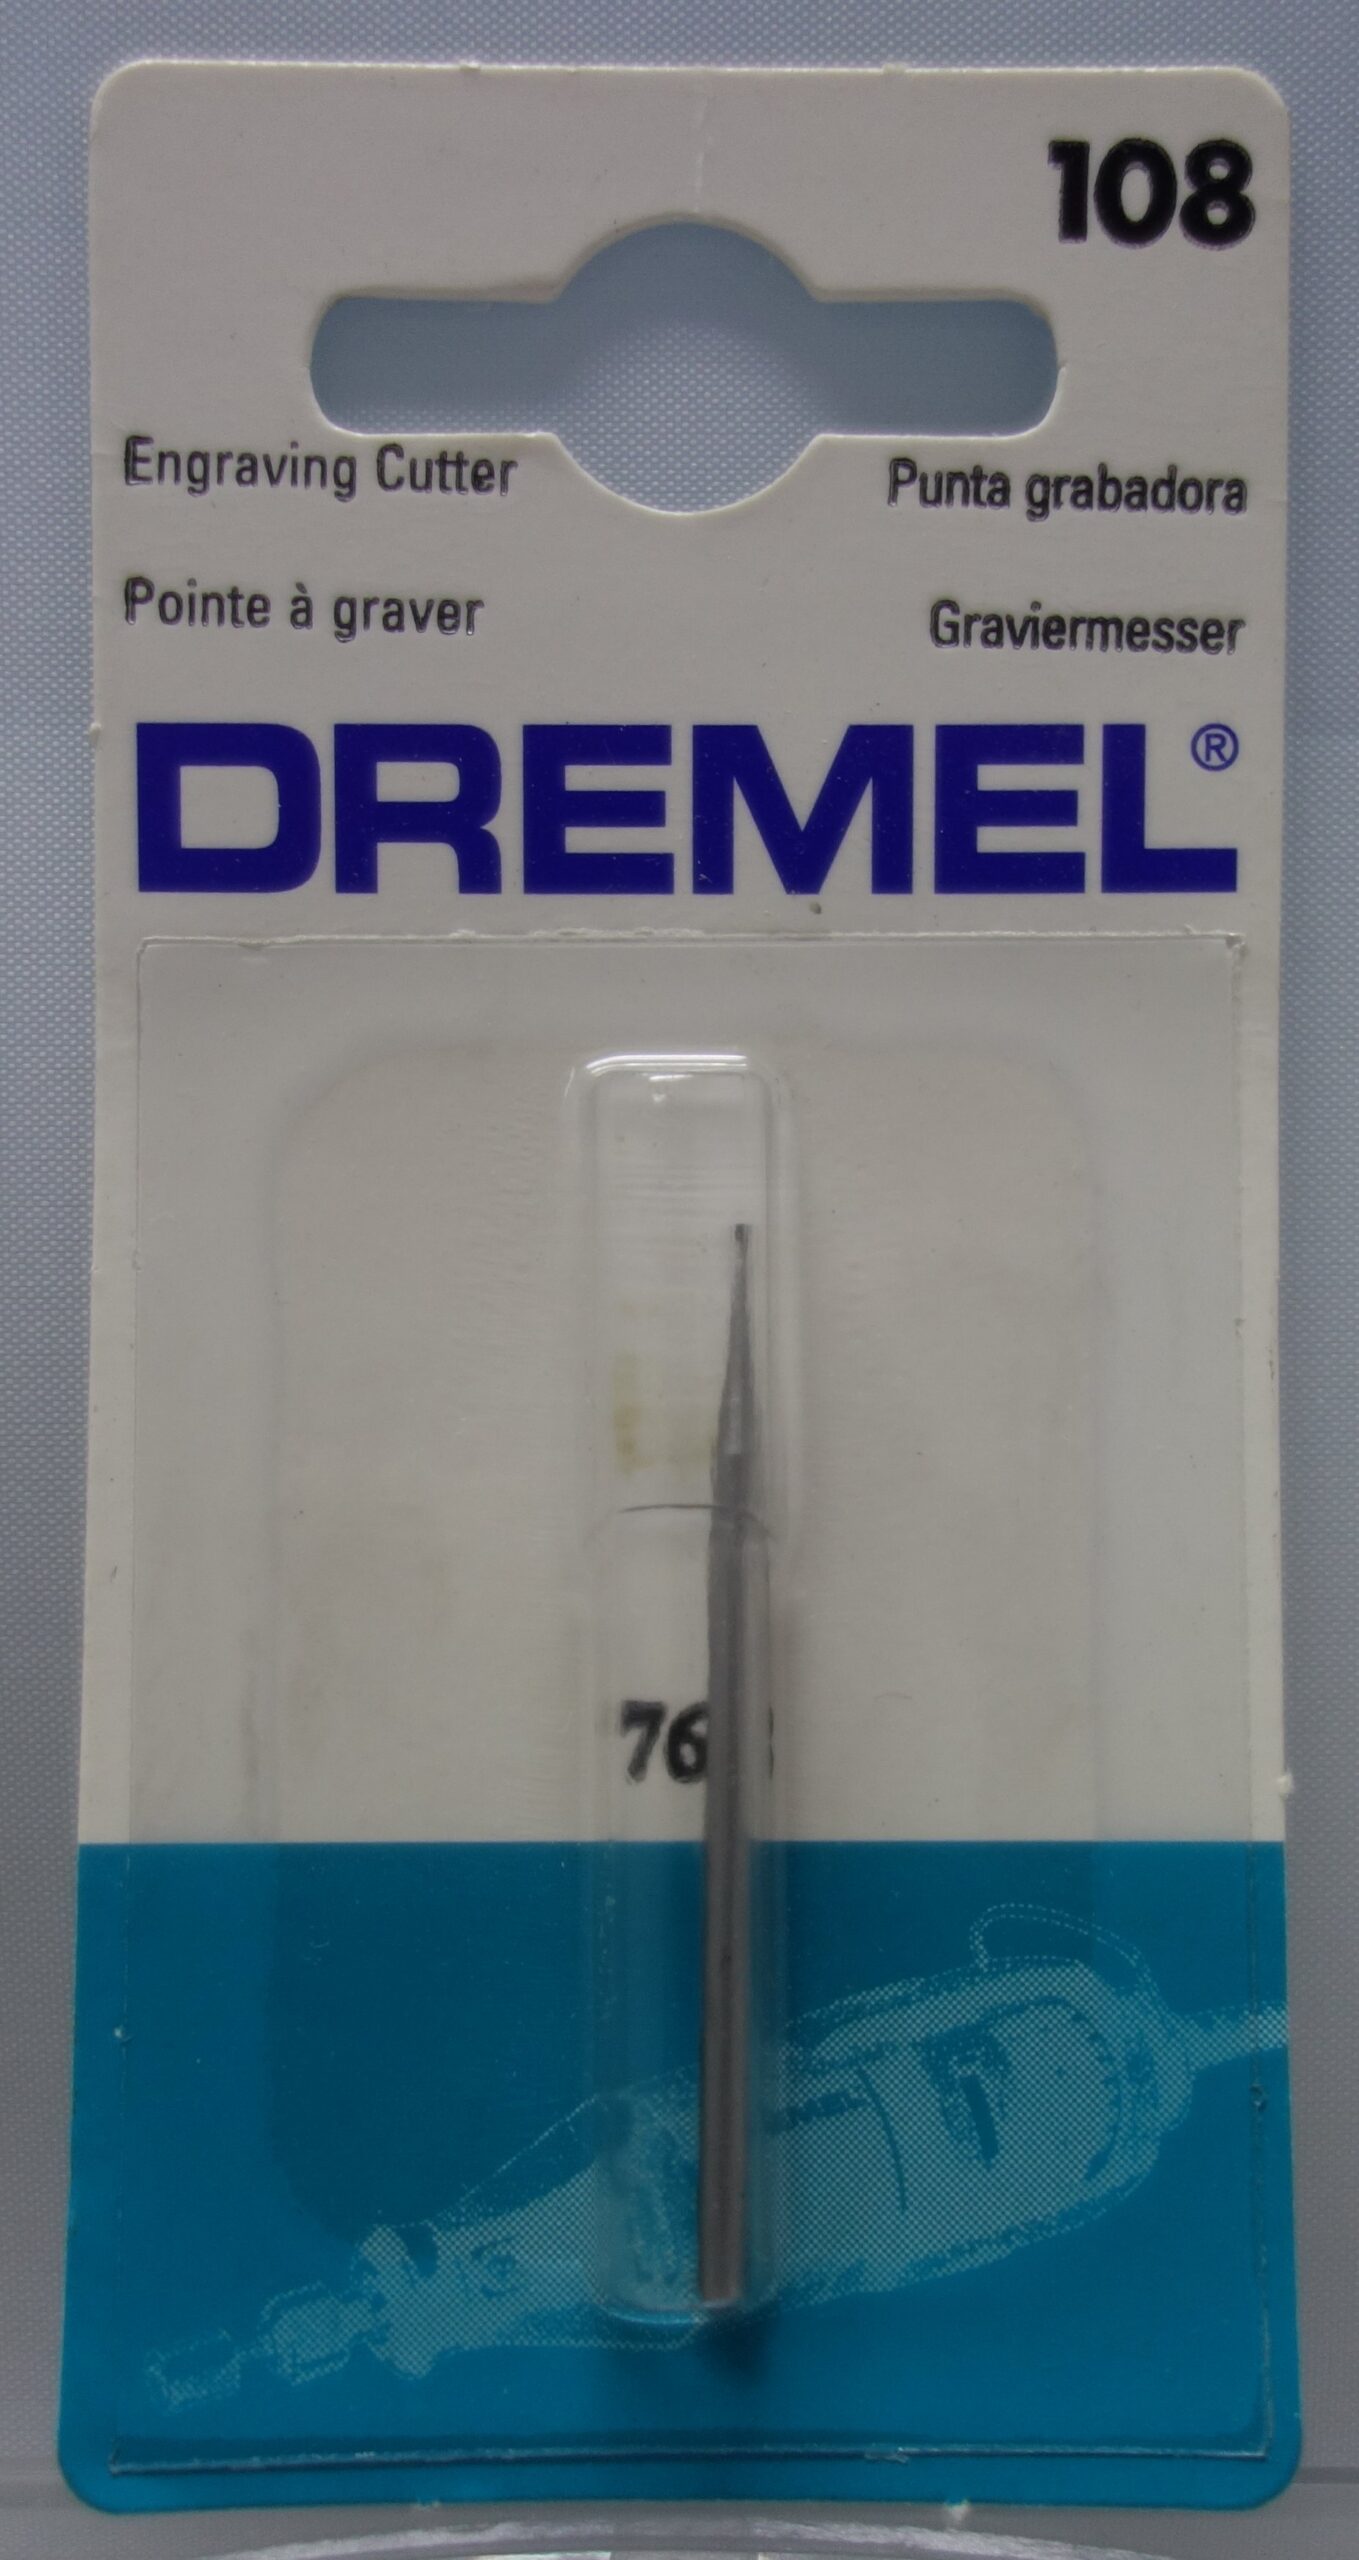 108
Engraving Cutter
Punta grabadora
Pointe à graver
Graviermesser
DREMEL®